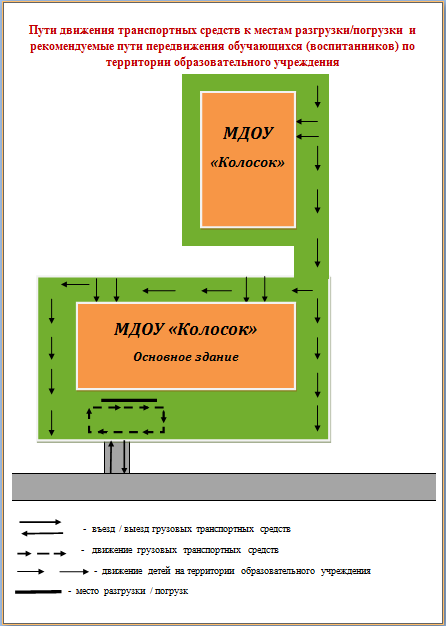 Пути движения транспортных средств к местам разгрузки/погрузки и
рекомендуемые пути передвижения обучающихся (воспитанников) по
территории образовательного учреждения
МДОУ
«Колосок»
МДОУ «Колосок»
Основное здание
- въезд / выезд грузовых транспортных средств
- движение грузовых транспортных средств
- движение детей на территории образовательного учреждения
- место разгрузки / погрузк